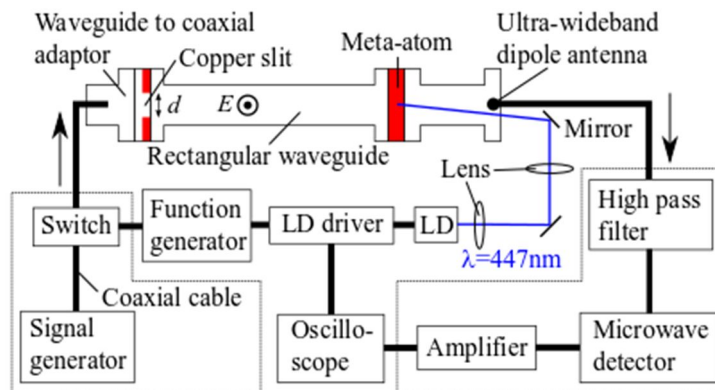 Waveguide to coaxial
adaptor
Copper slit
Meta-atom
Ultra-wideband
dipole antenna
d
E
Rectangular waveguide
Mirror
Lens
Switch
Function
generator
LD driver
LD
λ=447nm
High pass
filter
Coaxial cable
Signal
generator
Oscillo-
scope
Amplifier
Microwave
detector